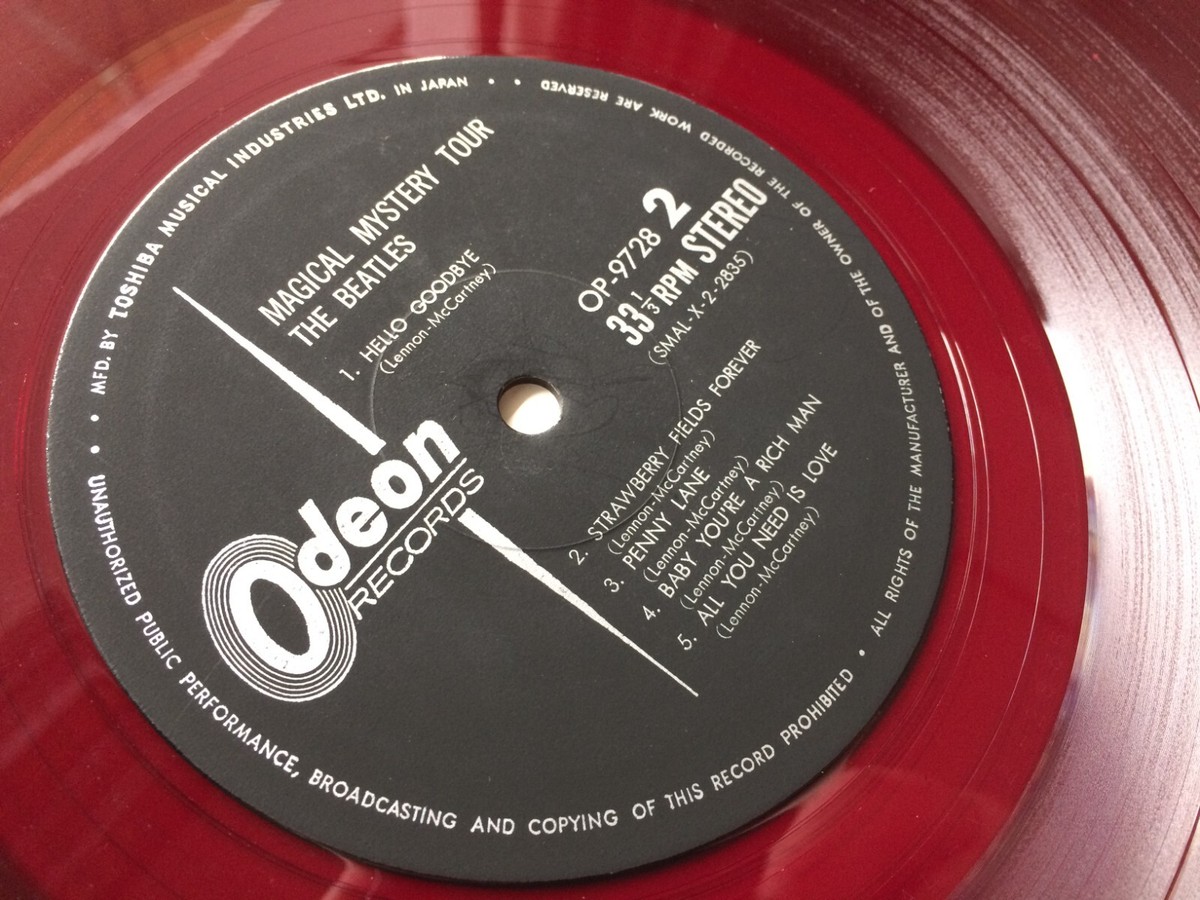 MFD. BY TOSHIBA MUSICAL INDUSTRIES LTD. IN JAPAN • •
ALL RIGHTS OF THE MANUFACTURER AND OF THE OWNER OF THE RECORDED WORK ARE RESERVED
• • UNAUTHORIZED PUBLIC PERFORMANCE, BROADCASTING AND COPYING OF THIS RECORD PROHIBITED •
MAGICAL MYSTERY TOUR
THE BEATLES
1. HELLO GOODBYE
(Lennon-McCartney)
OP-9728 2
33 1/3 RPM STEREO
(SMAL-X-2-2835)
Odeon
RECORDS
2. STRAWBERRY FIELDS FOREVER
(Lennon-McCartney)
3. PENNY LANE
(Lennon-McCartney)
4. BABY YOU'RE A RICH MAN
(Lennon-McCartney)
5. ALL YOU NEED IS LOVE
(Lennon-McCartney)